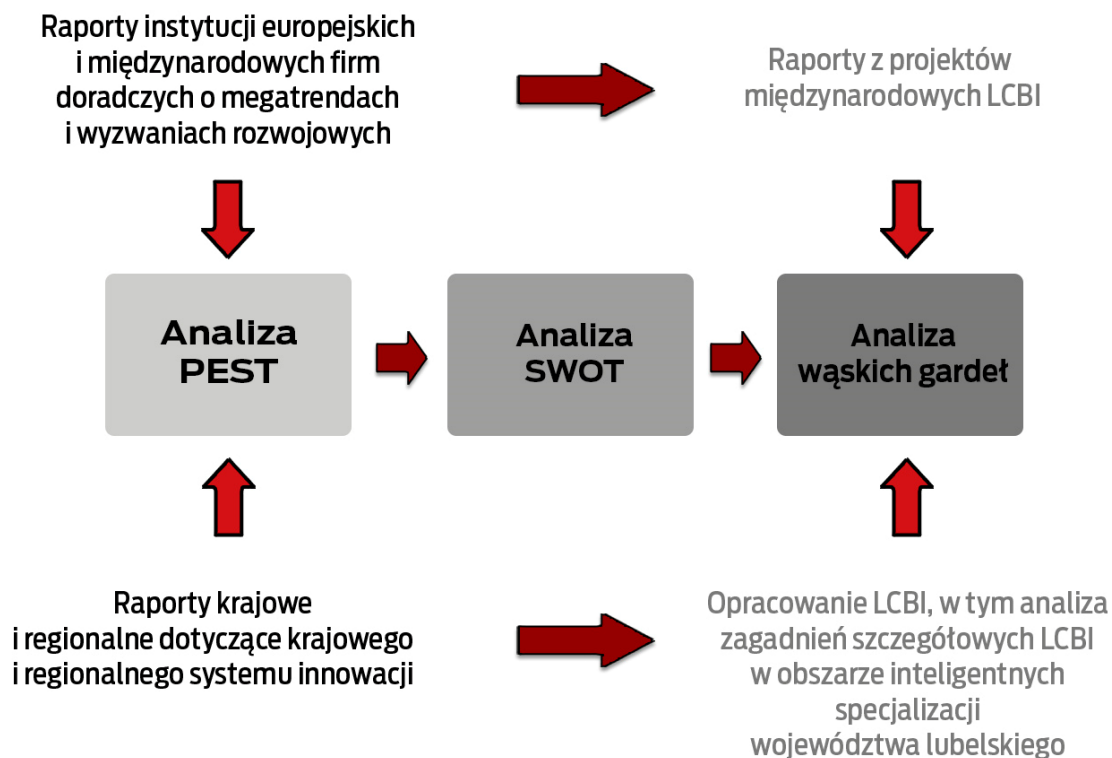 Raporty instytucji europejskich
i międzynarodowych firm
doradczych o megatrendach
i wyzwaniach rozwojowych
Raporty z projektów
międzynarodowych LCBI
Analiza
PEST
Analiza
SWOT
Analiza
wąskich gardeł
Raporty krajowe
i regionalne dotyczące krajowego
i regionalnego systemu innowacji
Opracowanie LCBI, w tym analiza
zagadnień szczegółowych LCBI
w obszarze inteligentnych
specjalizacji
województwa lubelskiego